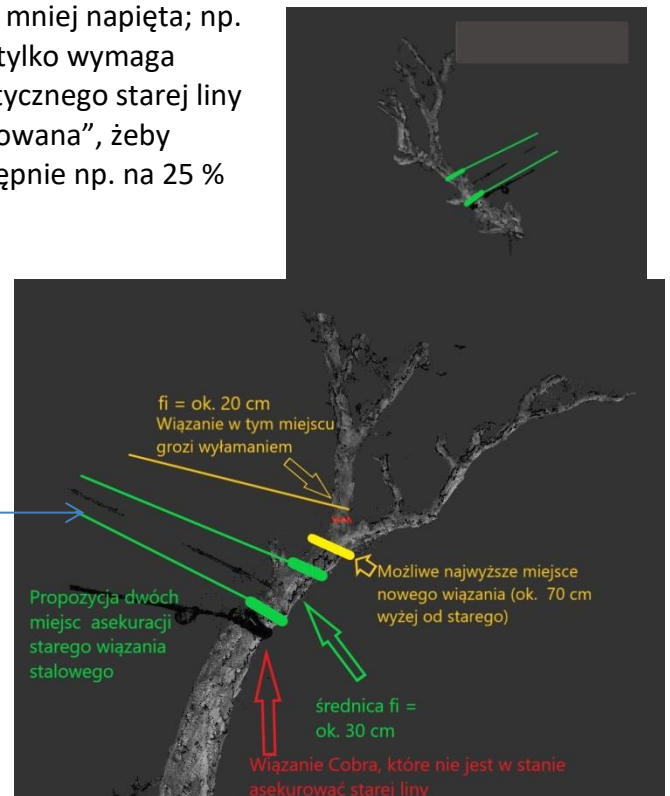 mniej napięta; np.
tylko wymaga
tycznego starej liny
owana”, żeby
ępnie np. na 25 %
fi = ok. 20 cm
Wiązanie w tym miejscu
grozi wyłamaniem
Możliwe najwyższe miejsce
nowego wiązania (ok. 70 cm
wyżej od starego)
Propozycja dwóch
miejsc asekuracji
starego wiązania
stalowego
średnica fi =
ok. 30 cm
Wiązanie Cobra, które nie jest w stanie
asekurować starej liny